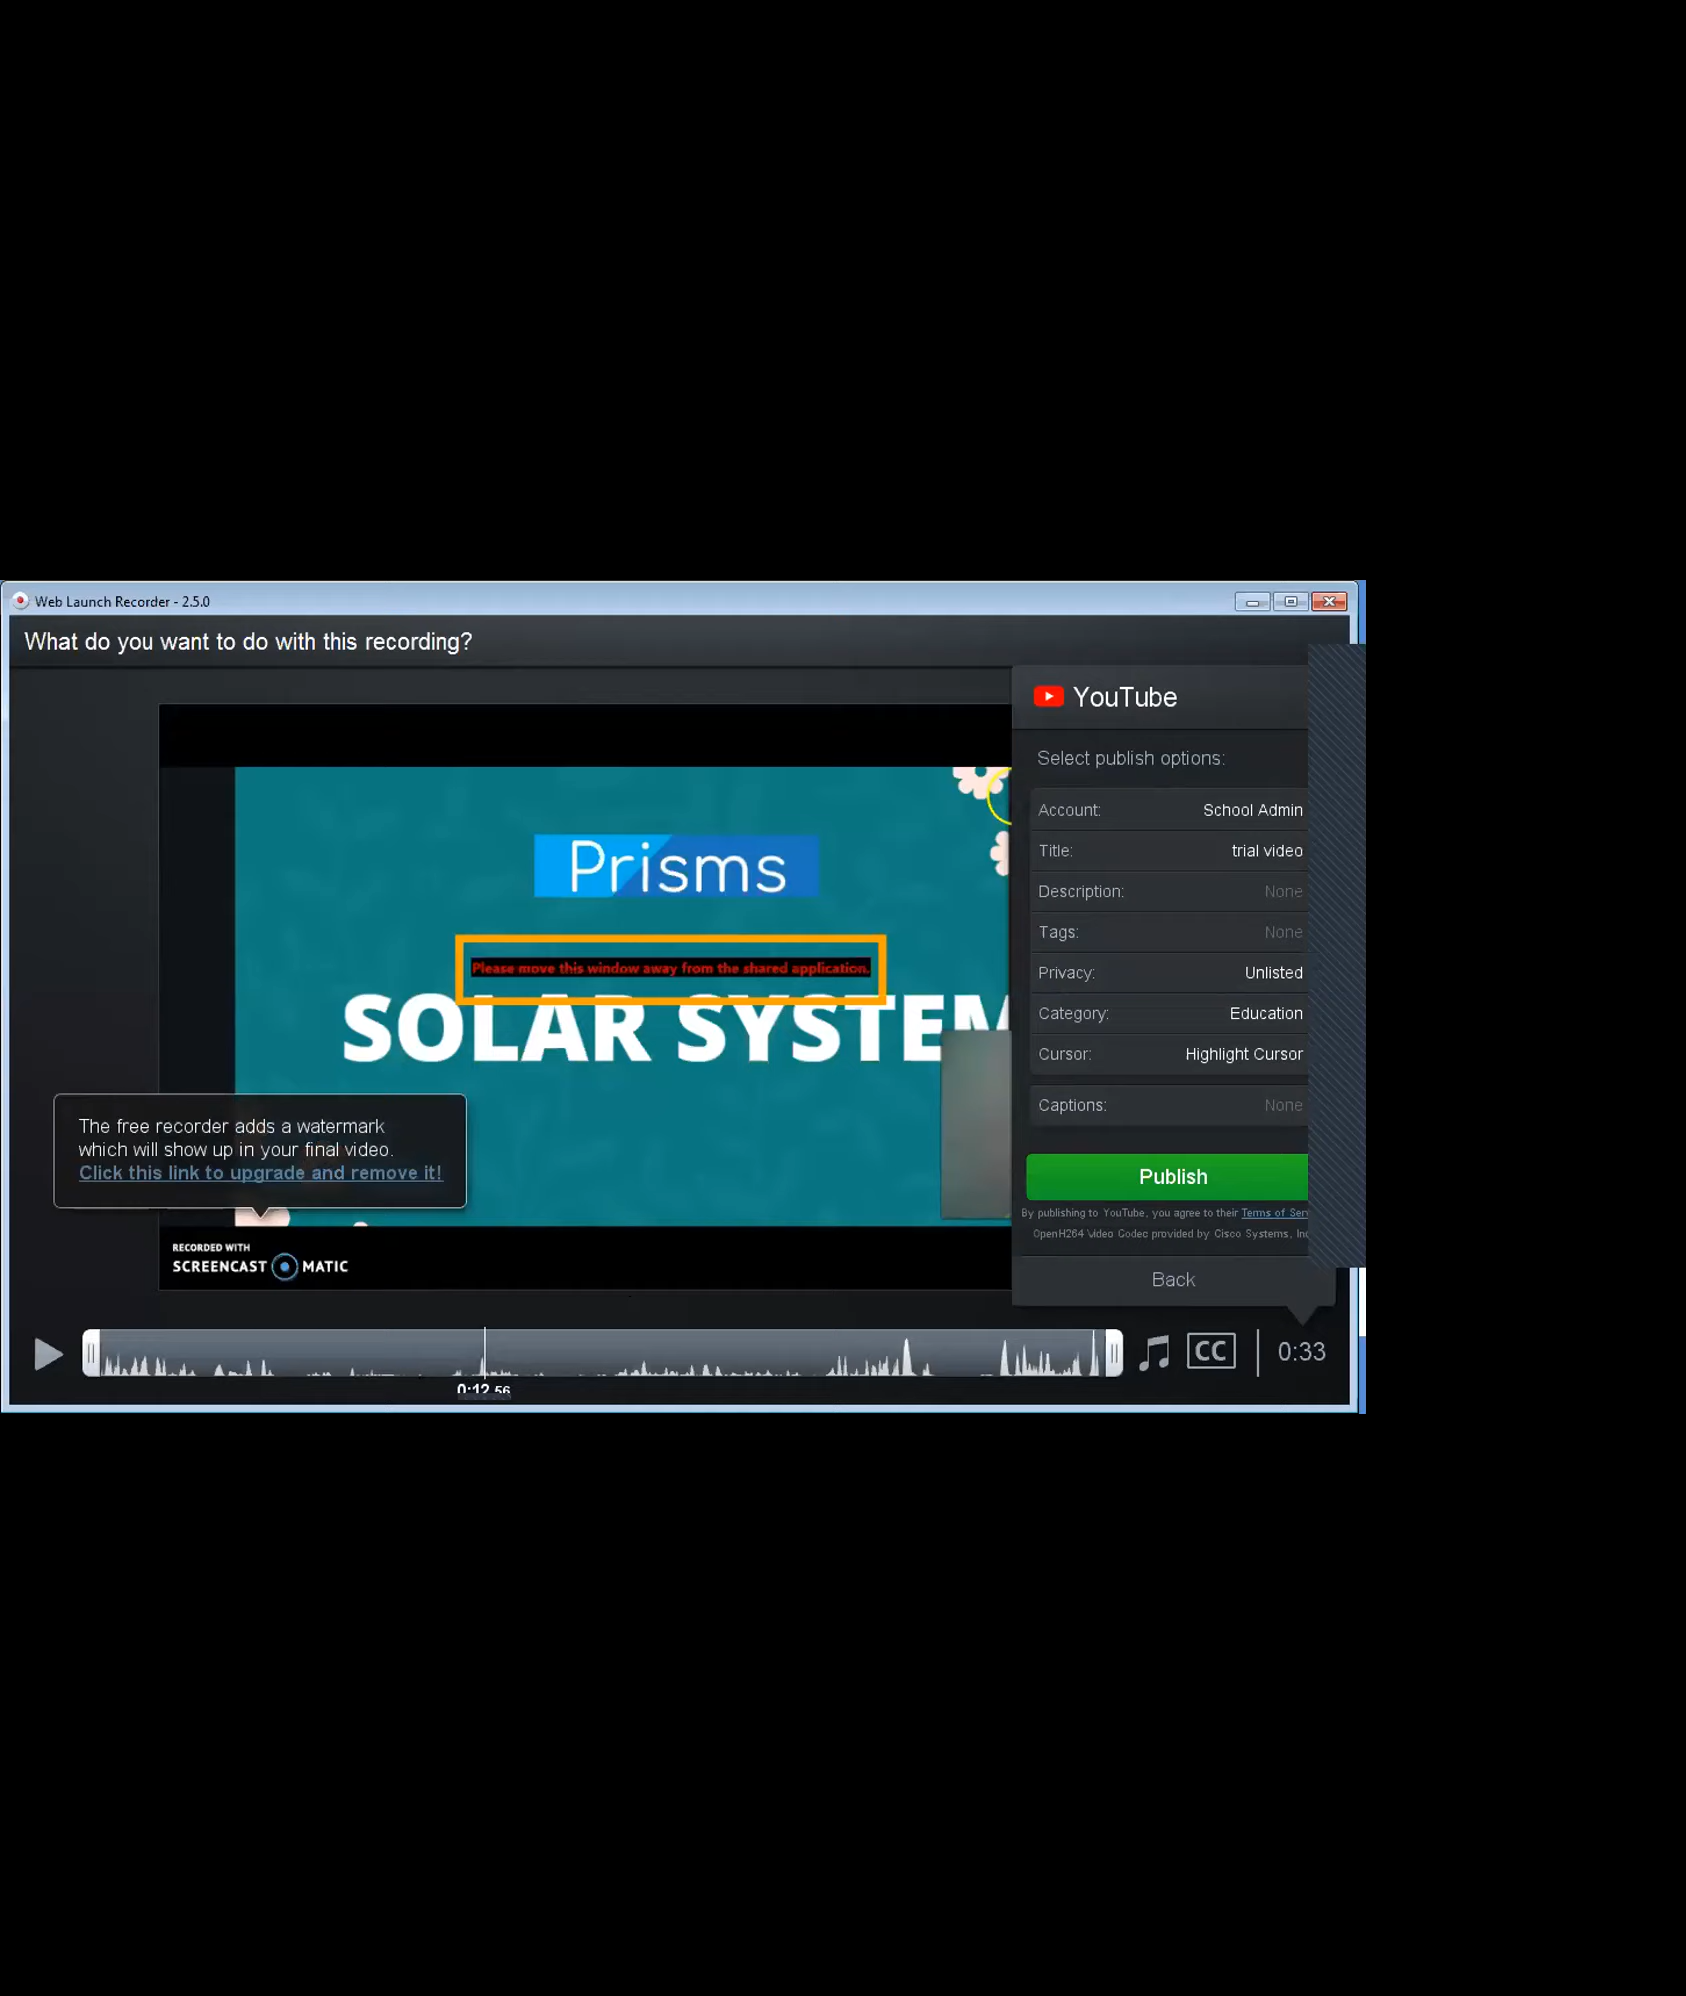 Web Launch Recorder - 2.5.0
What do you want to do with this recording?
YouTube
Select publish options:
Account: School Admin
Title: trial video
Description: None
Tags: None
Privacy: Unlisted
Category: Education
Cursor: Highlight Cursor
Captions: None
Publish
By publishing to YouTube, you agree to their Terms of Ser
OpenH264 Video Codec provided by Cisco Systems, Inc
Back
Prisms
Please move this window away from the shared application.
SOLAR SYSTEM
The free recorder adds a watermark
which will show up in your final video.
Click this link to upgrade and remove it!
RECORDED WITH
SCREENCAST MATIC
CC
0:33
0:12.56